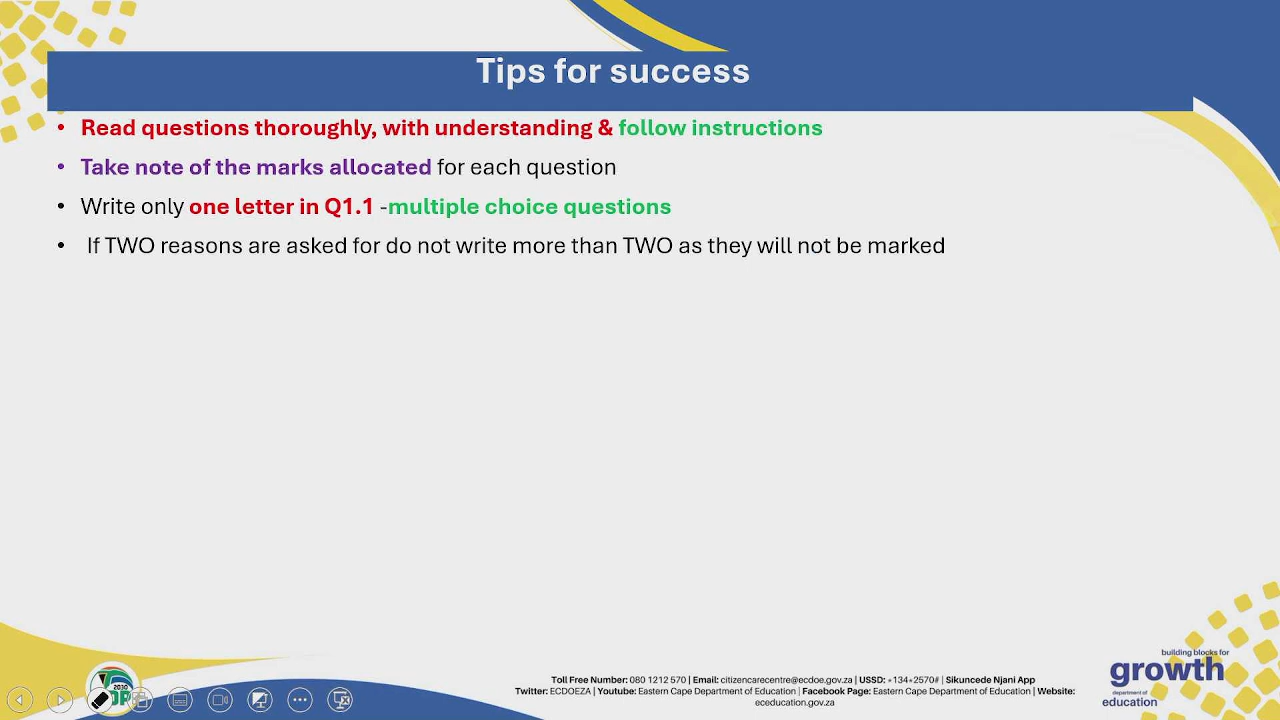 Tips for success
• Read questions thoroughly, with understanding & follow instructions
• Take note of the marks allocated for each question
• Write only one letter in Q1.1 -multiple choice questions
• If TWO reasons are asked for do not write more than TWO as they will not be marked
building blocks for
growth
department of
education
Toll Free Number: 080 1212 570 | Email: citizencarecentre@ecdoe.gov.za | USSD: *134*2570# | Sikuncede Njani App
Twitter: ECDOEZA | Youtube: Eastern Cape Department of Education | Facebook Page: Eastern Cape Department of Education | Website:
eceducation.gov.za
2030